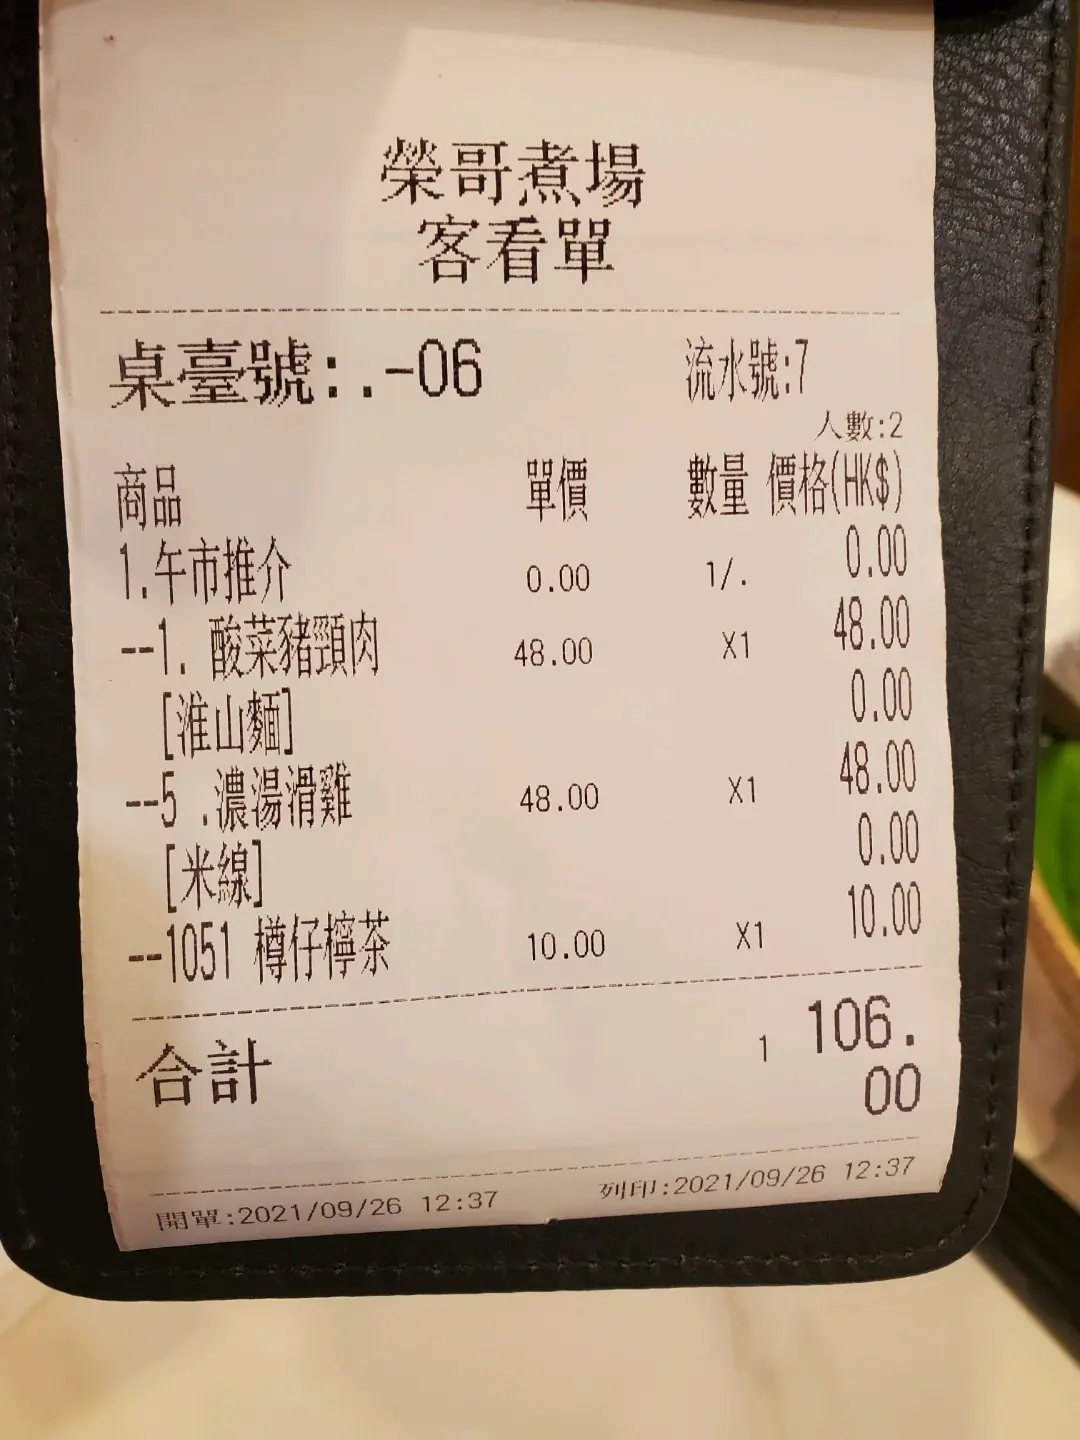 榮哥煮場
客看單
桌臺號:.-06 流水號:7
人數:2
商品 單價 數量 價格(HK$)
1.午市推介 0.00 1/. 0.00
--1. 酸菜豬頸肉 48.00 X1 48.00
[淮山麵] 0.00
--5 .濃湯滑雞 48.00 X1 48.00
[米線] 0.00
--1051 樽仔檸茶 10.00 X1 10.00
合計 1 106.
00
開單:2021/09/26 12:37 列印:2021/09/26 12:37